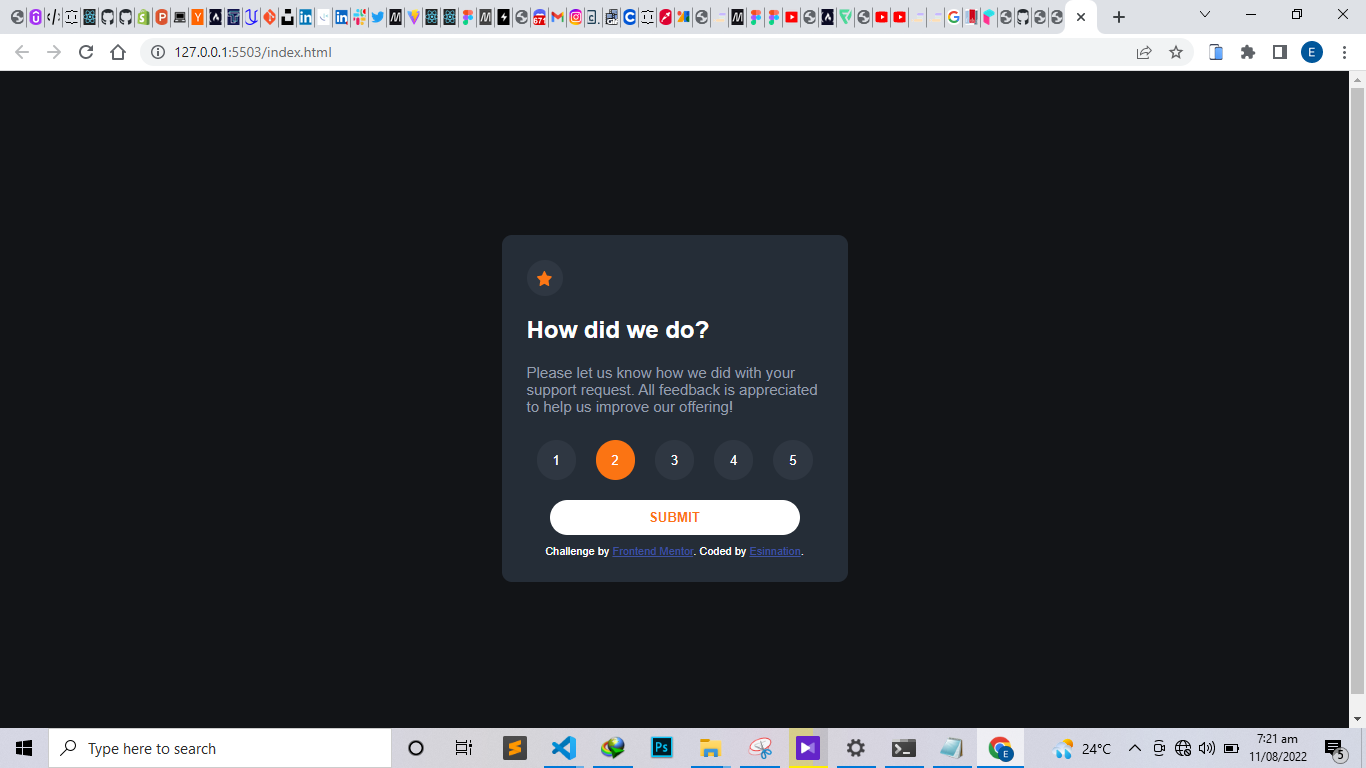 127.0.0.1:5503/index.html
E
How did we do?
Please let us know how we did with your
support request. All feedback is appreciated
to help us improve our offering!
1 2 3 4 5
SUBMIT
Challenge by Frontend Mentor. Coded by Esinnation.
Type here to search
Ps
E
24°C
7:21 am
11/08/2022
5